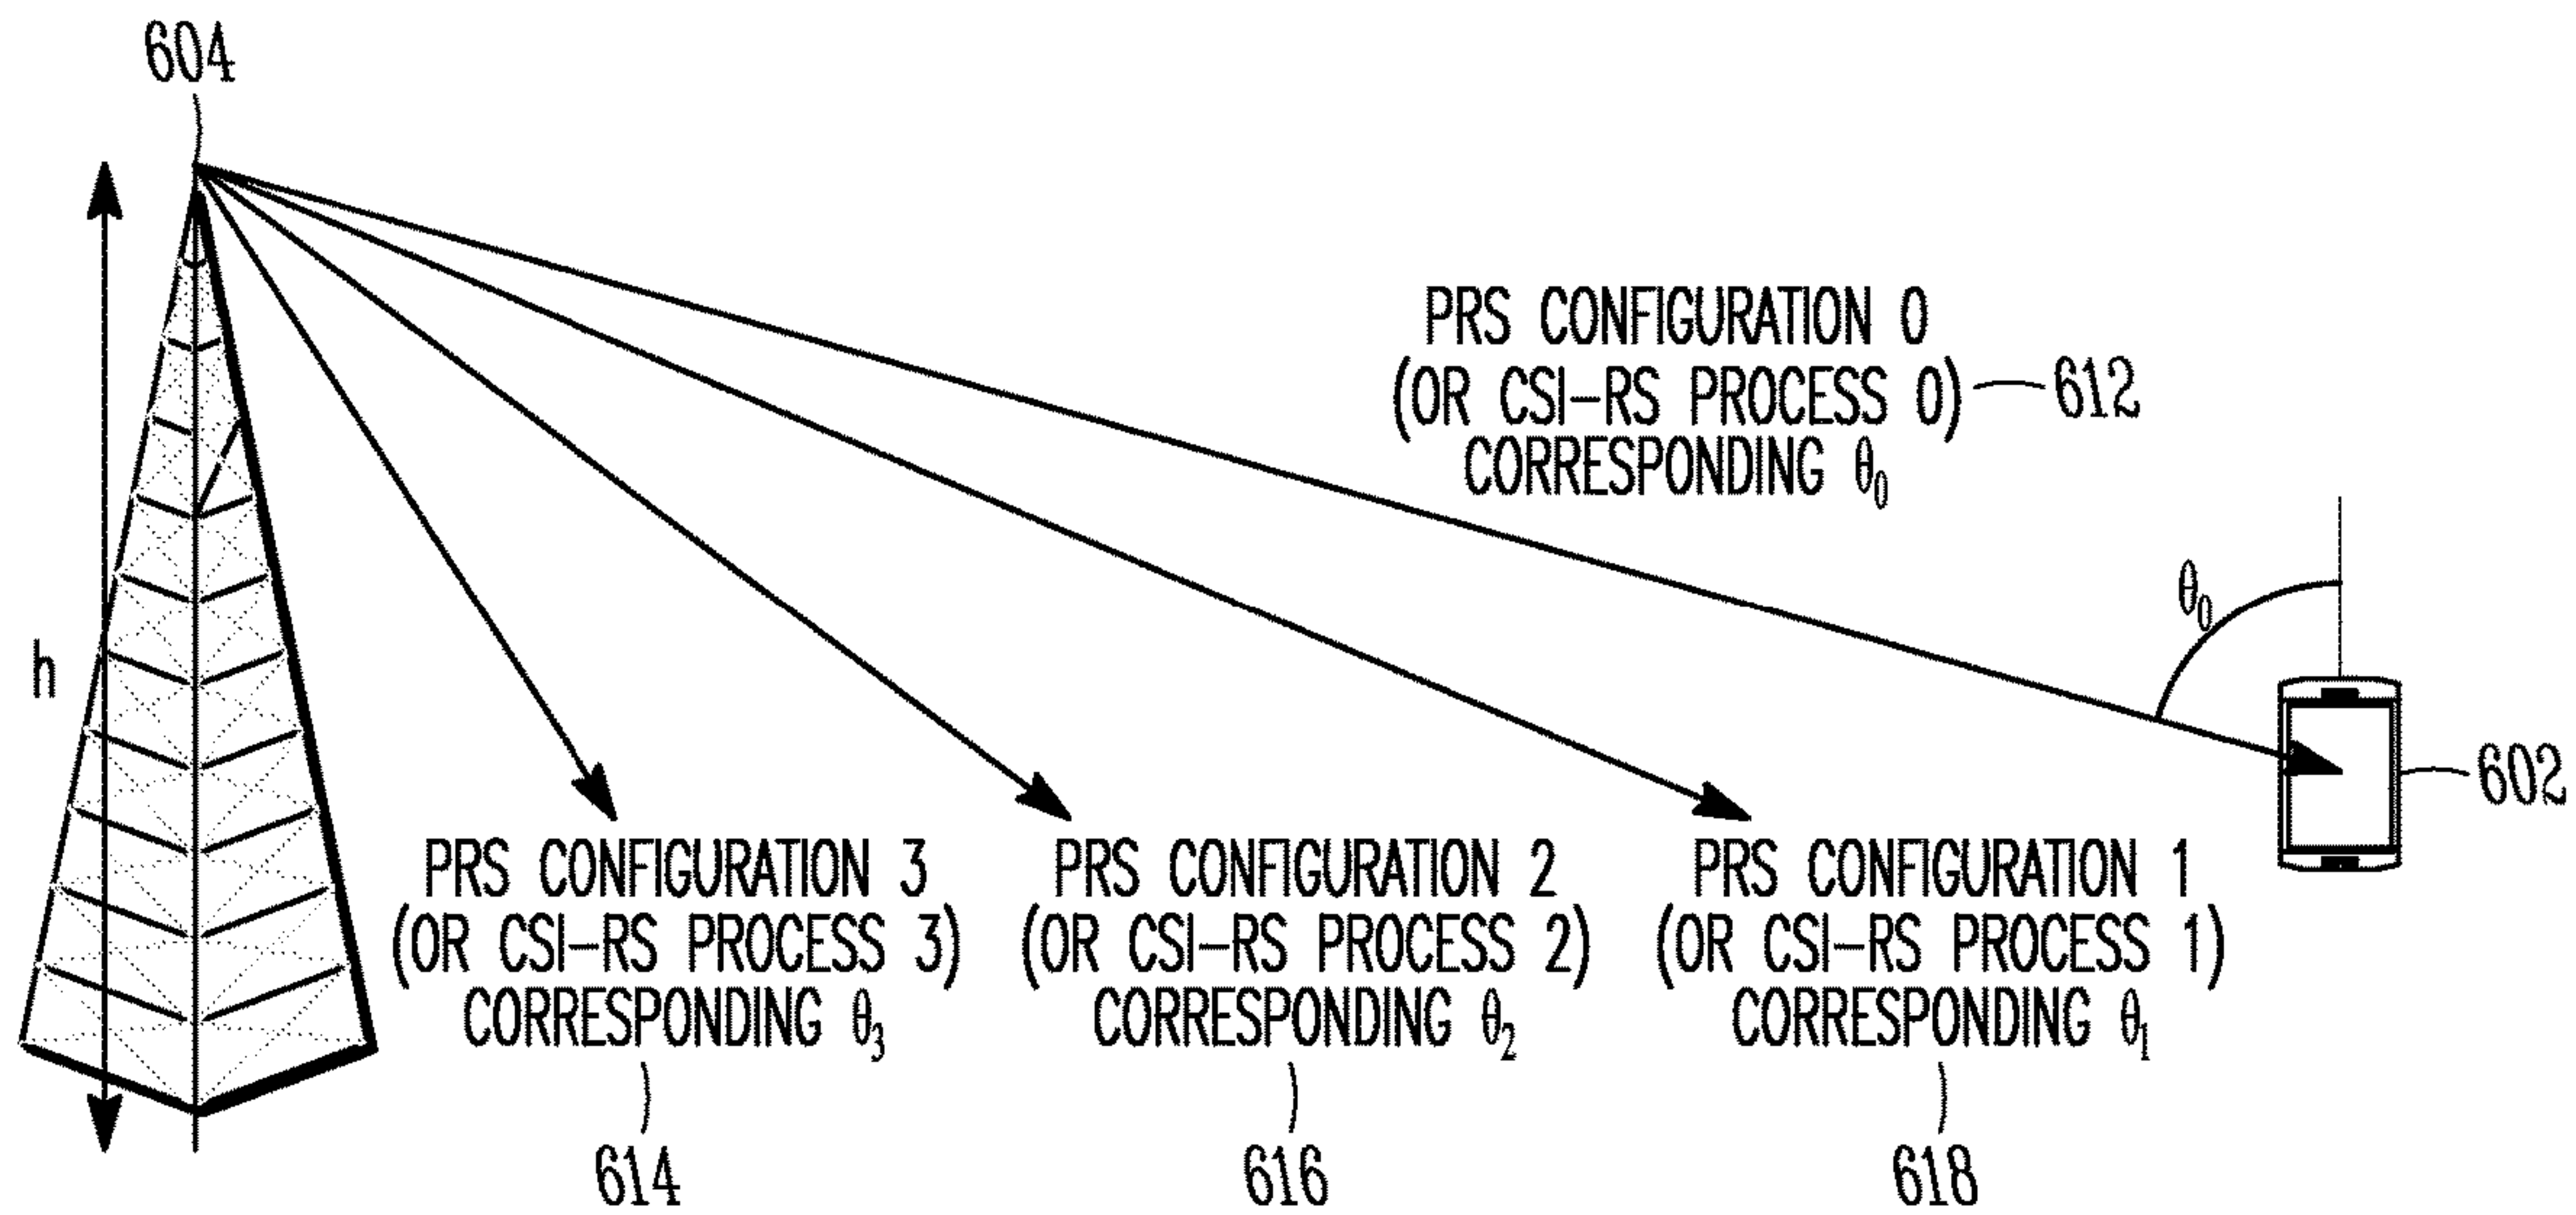 604
PRS CONFIGURATION 0
(OR CSI-RS PROCESS 0)
CORRESPONDING θ₀
612
θ₀
h
602
PRS CONFIGURATION 3
(OR CSI-RS PROCESS 3)
CORRESPONDING θ₃
614
PRS CONFIGURATION 2
(OR CSI-RS PROCESS 2)
CORRESPONDING θ₂
616
PRS CONFIGURATION 1
(OR CSI-RS PROCESS 1)
CORRESPONDING θ₁
618